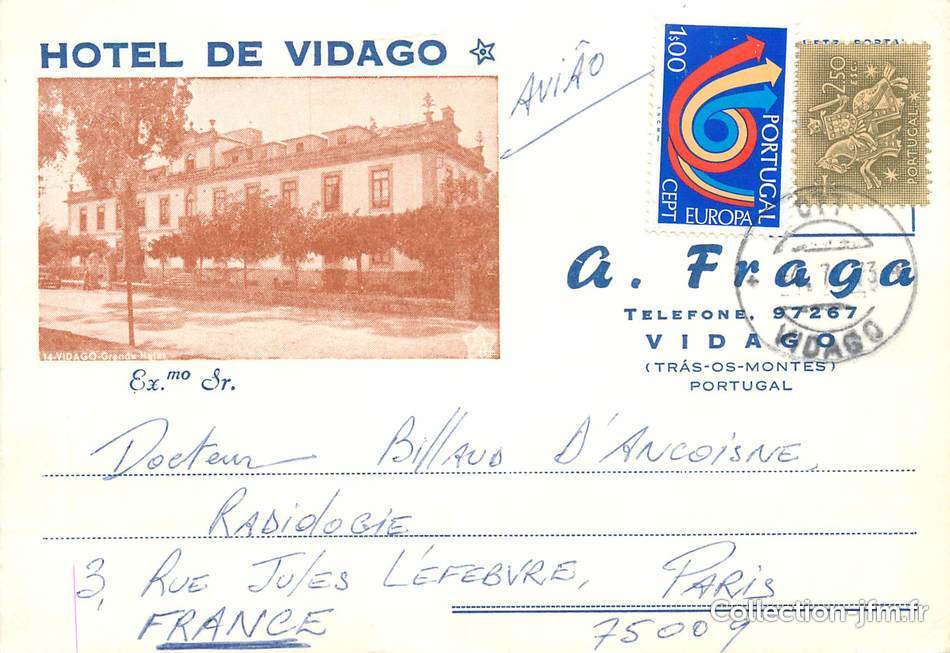 HOTEL DE VIDAGO
AVIÃO
1$00
PORTUGAL
CEPT EUROPA
2$50
PORTUGAL
14-VIDAGO-Grande Hotel
A. Fraga
TELEFONE, 97267
VIDAGO
(TRÁS-OS-MONTES)
PORTUGAL
CTT
73
VIDAGO
Ex.mo Sr.
Docteur Billaud D'Ancoisne,
Radiologie
3, Rue Jules Lefebvre, Paris
FRANCE 75009
Collection-jfm.fr